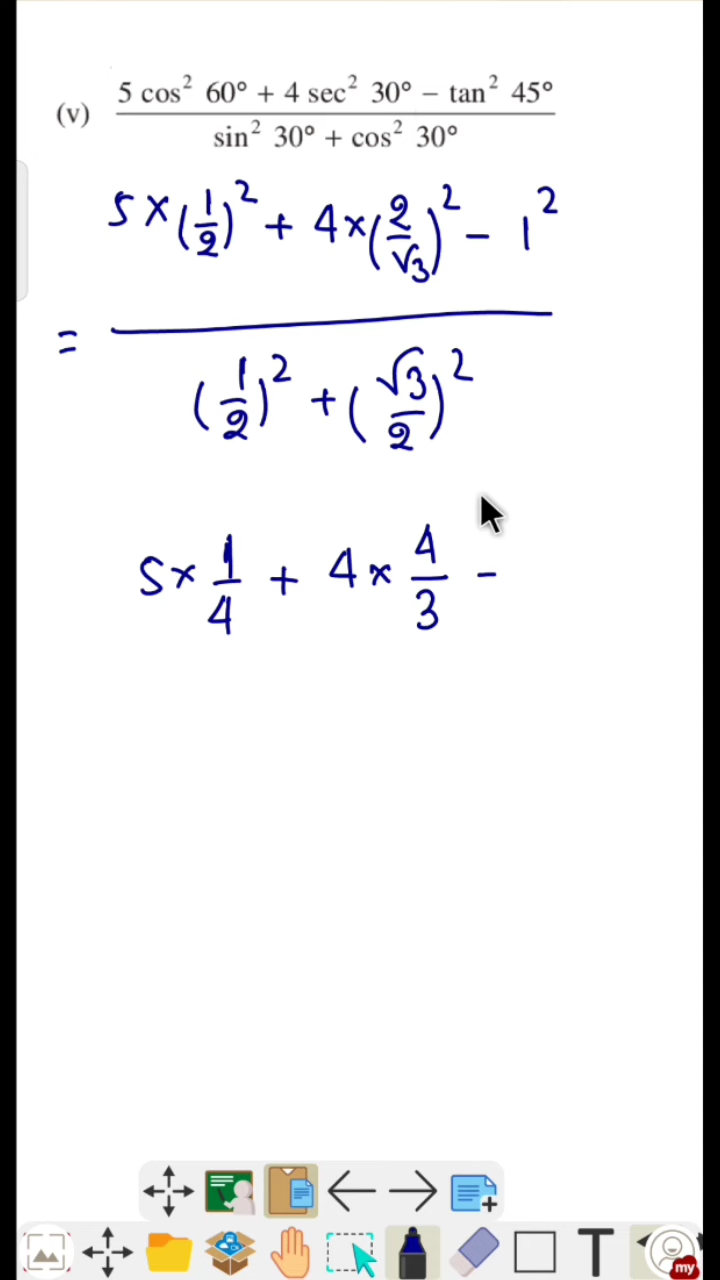 (v) 5 cos² 60° + 4 sec² 30° – tan² 45°
sin² 30° + cos² 30°
5 × (1/2)² + 4 × (2/√3)² – 1²
=
(1/2)² + (√3/2)²
5 × 1/4 + 4 × 4/3 –
T
my